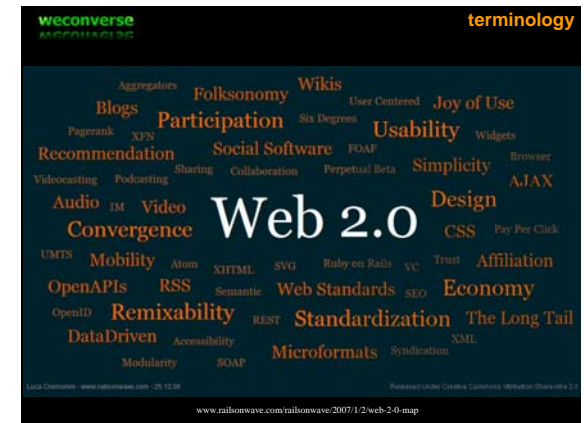 weconverse
terminology
Aggregators Folksonomy Wikis
Blogs User Centered Joy of Use
Participation Six Degrees Usability Widgets
Pagerank XFN
Recommendation Social Software FOAF Browser
Videocasting Podcasting Sharing Collaboration Perpetual Beta Simplicity AJAX
Audio IM Video Web 2.0 Design
Convergence CSS Pay Per Click
UMTS Mobility Atom XHTML SVG Ruby on Rails VC Trust Affiliation
OpenAPIs RSS Semantic Web Standards SEO Economy
OpenID Remixability REST Standardization The Long Tail
DataDriven Accessibility XML
Microformats Syndication
Modularity SOAP
Luca Cremonini - www.railsonwave.com - 25.12.06 Released Under Creative Commons Attribution-ShareAlike 2.5
www.railsonwave.com/railsonwave/2007/1/2/web-2-0-map